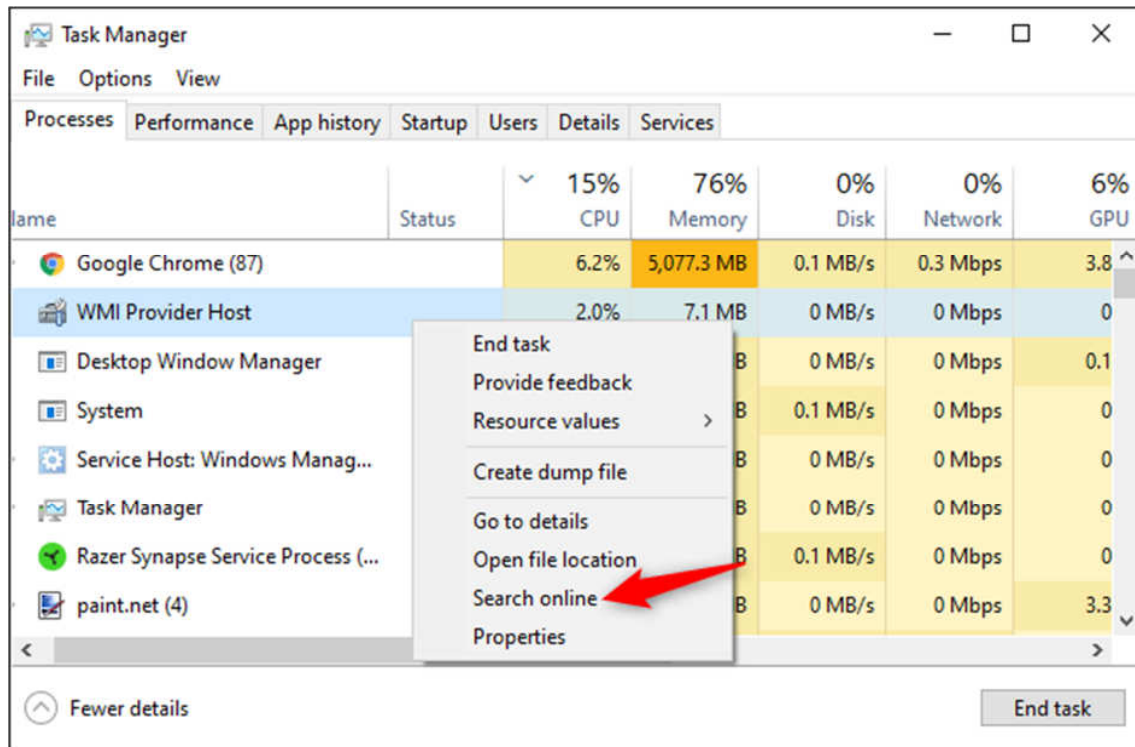 Task Manager
File Options View
Processes Performance App history Startup Users Details Services
15% 76% 0% 0% 6%
lame Status CPU Memory Disk Network GPU
Google Chrome (87) 6.2% 5,077.3 MB 0.1 MB/s 0.3 Mbps 3.8
WMI Provider Host 2.0% 7.1 MB 0 MB/s 0 Mbps 0
End task
Desktop Window Manager B 0 MB/s 0 Mbps 0.1
Provide feedback
System B 0.1 MB/s 0 Mbps 0
Resource values
Service Host: Windows Manag... B 0 MB/s 0 Mbps 0
Create dump file
Task Manager B 0 MB/s 0 Mbps 0
Go to details
Razer Synapse Service Process (... B 0.1 MB/s 0 Mbps 0
Open file location
Search online
paint.net (4) B 0 MB/s 0 Mbps 3.3
Properties
Fewer details End task